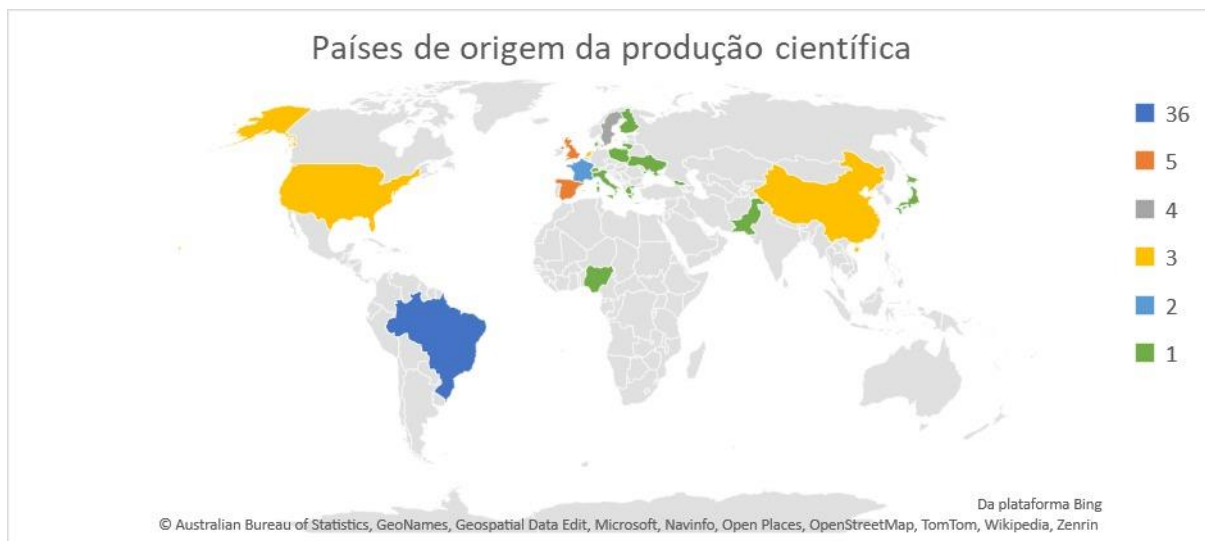 Países de origem da produção científica
36
5
4
3
2
1
Da plataforma Bing
© Australian Bureau of Statistics, GeoNames, Geospatial Data Edit, Microsoft, Navinfo, Open Places, OpenStreetMap, TomTom, Wikipedia, Zenrin